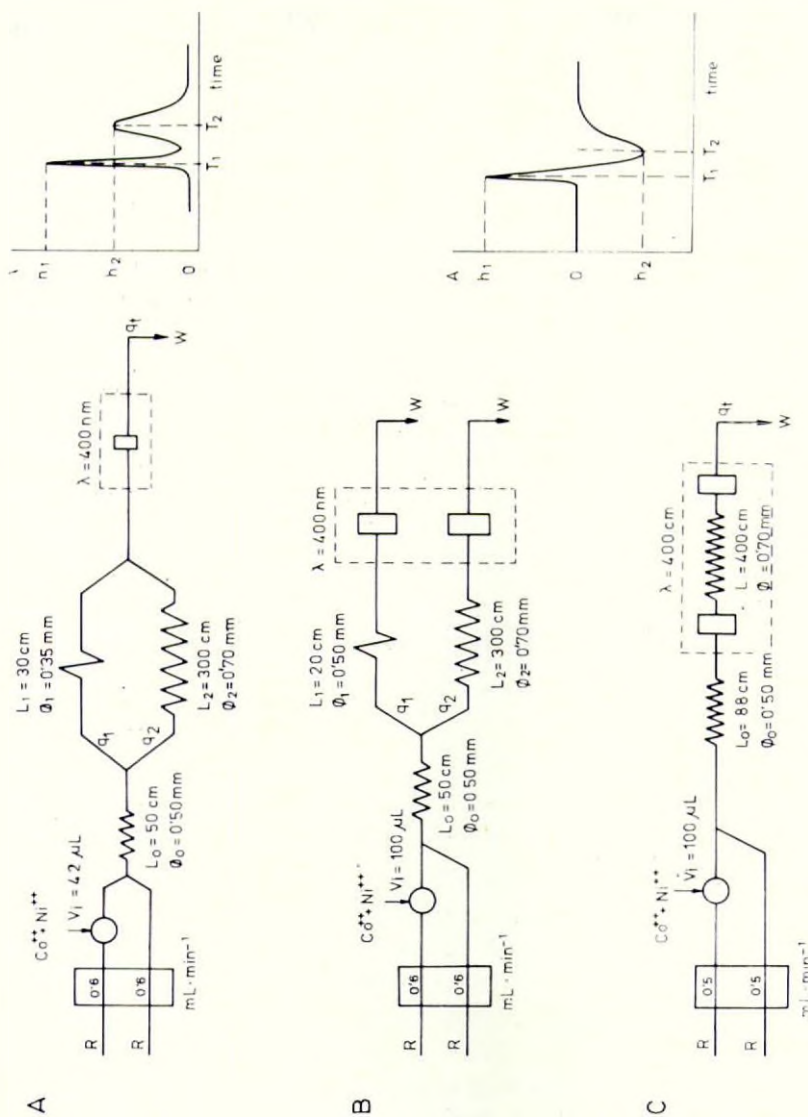 A
R
R
0'6
0'6
mL · min⁻¹
Co⁺⁺+ Ni⁺⁺
Vi = 42 µL
L₀ = 50 cm
Ø₀ = 0'50 mm
q₁
q₂
L₁ = 30 cm
Ø₁ = 0'35 mm
L₂ = 300 cm
Ø₂ = 0'70 mm
λ = 400 nm
qt
W
h₂
0
T₁
T₂
time
B
R
R
0'6
0'6
mL · min⁻¹
Co⁺⁺+ Ni⁺⁺
Vi = 100 µL
L₀ = 50 cm
Ø₀ = 0'50 mm
q₁
q₂
L₁ = 20 cm
Ø₁ = 0'50 mm
L₂ = 300 cm
Ø₂ = 0'70 mm
λ = 400 nm
W
W
A
h₁
0
h₂
T₁
T₂
time
C
R
R
0'5
0'5
mL · min⁻¹
Co⁺⁺+ Ni⁺⁺
Vi = 100 µL
L₀ = 88 cm
Ø₀ = 0'50 mm
λ = 400 cm
L = 400 cm
Ø = 0'70 mm
qt
W